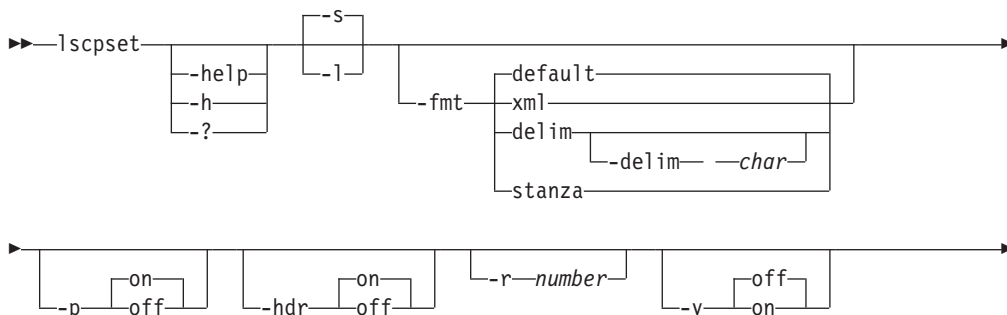 -s
lscpset
-help
-l
default
-h
-fmt
xml
-?
delim
-delim char
stanza
on
on
off
-p
off
-hdr
off
-r number
-v
on